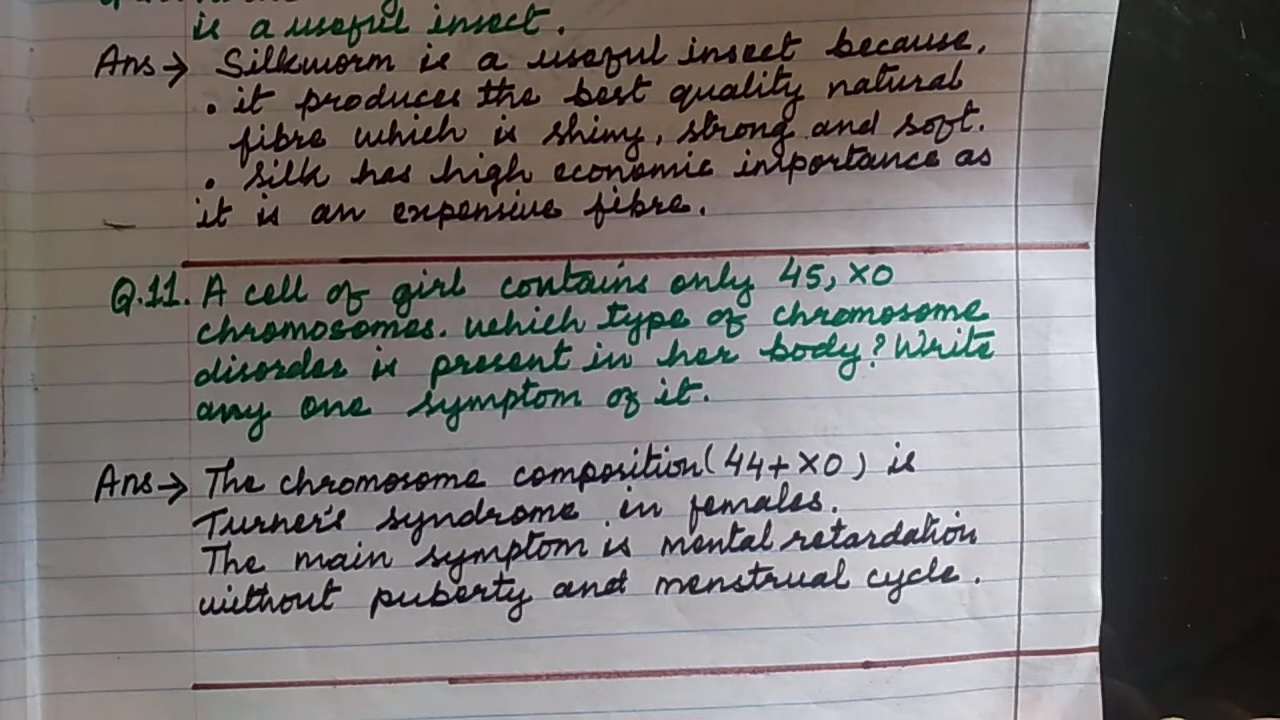 is a useful insect.
Ans → Silkworm is a useful insect because,
• it produces the best quality natural
fibre which is shiny, strong and soft.
• Silk has high economic importance as
it is an expensive fibre.
Q.11. A cell of girl contains only 45, XO
chromosomes. which type of chromosome
disorder is present in her body? Write
any one symptom of it.
Ans → The chromosome composition (44+XO) is
Turner's syndrome in females.
The main symptom is mental retardation
without puberty and menstrual cycle.